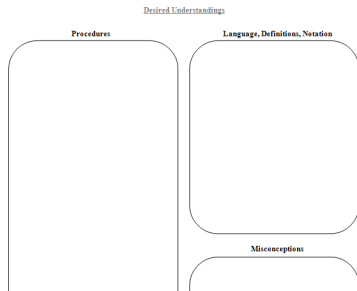 Desired Understandings
Procedures
Language, Definitions, Notation
Misconceptions